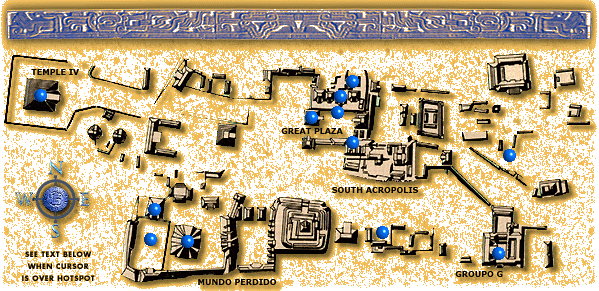 TEMPLE IV
GREAT PLAZA
SOUTH ACROPOLIS
N
W E
S
SEE TEXT BELOW
WHEN CURSOR
IS OVER HOTSPOT
MUNDO PERDIDO
GROUPO G